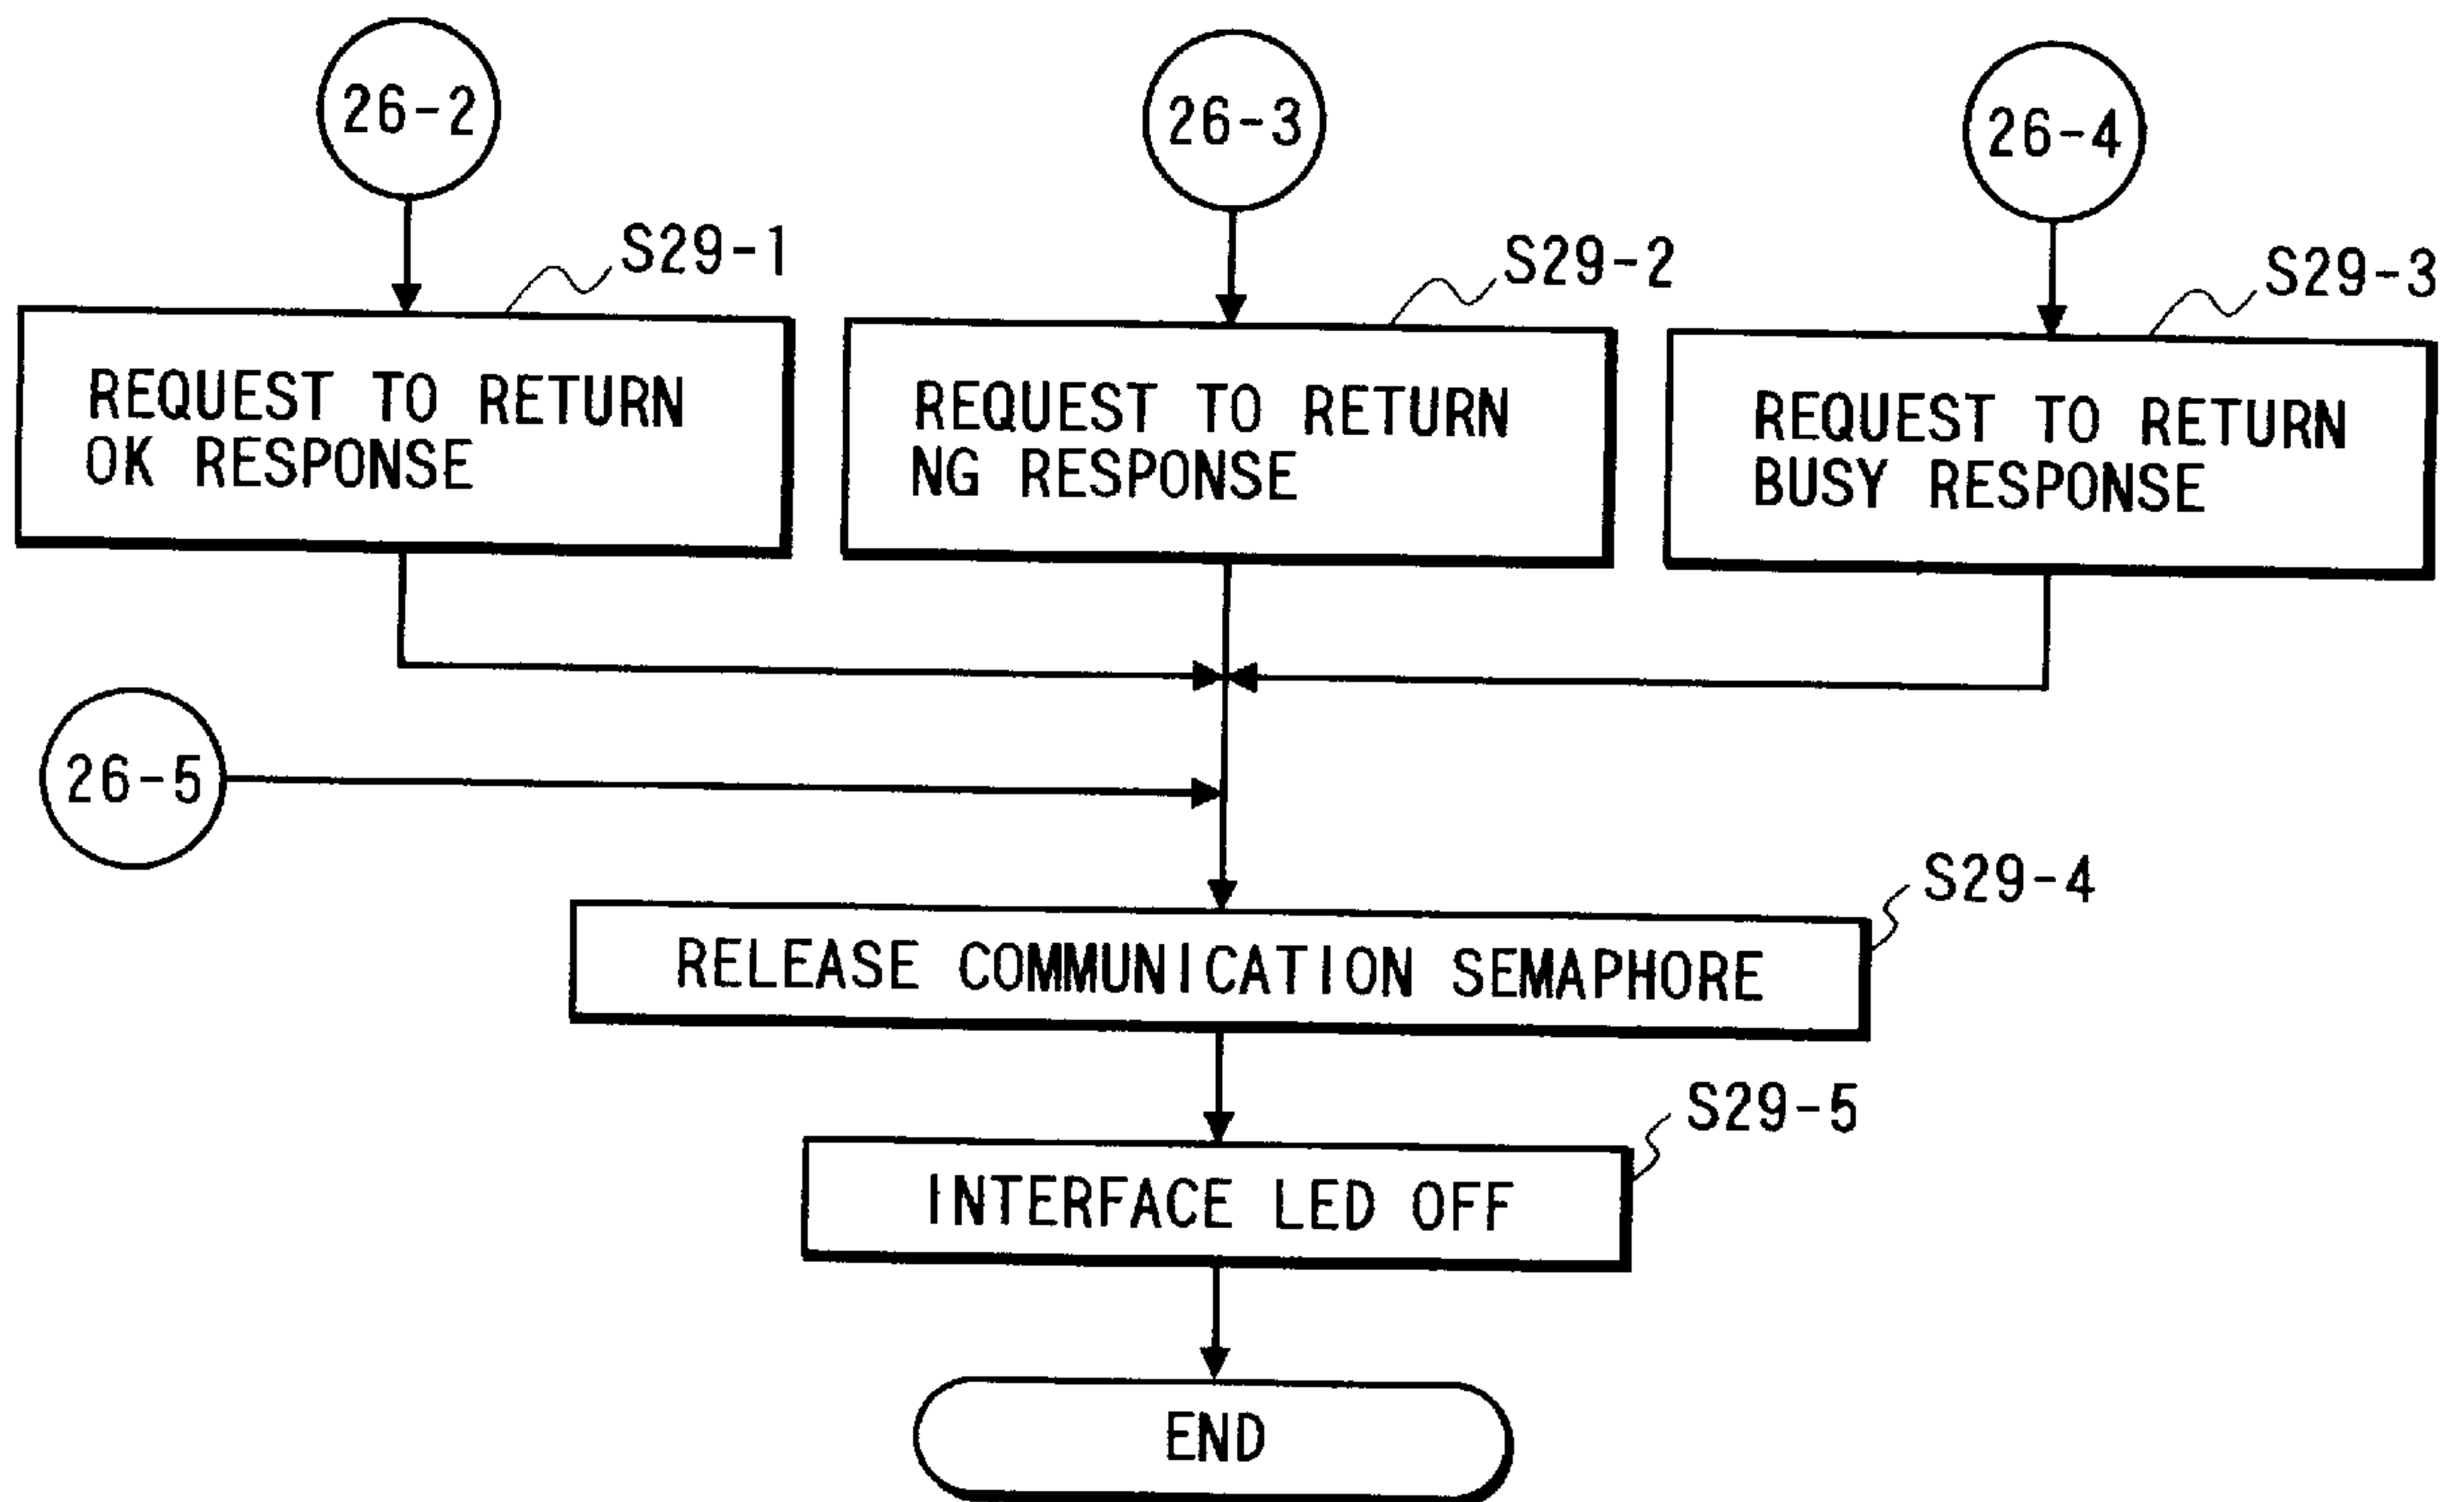 26-2
26-3
26-4
S29-1
S29-2
S29-3
REQUEST TO RETURN
OK RESPONSE
REQUEST TO RETURN
NG RESPONSE
REQUEST TO RETURN
BUSY RESPONSE
26-5
S29-4
RELEASE COMMUNICATION SEMAPHORE
S29-5
INTERFACE LED OFF
END